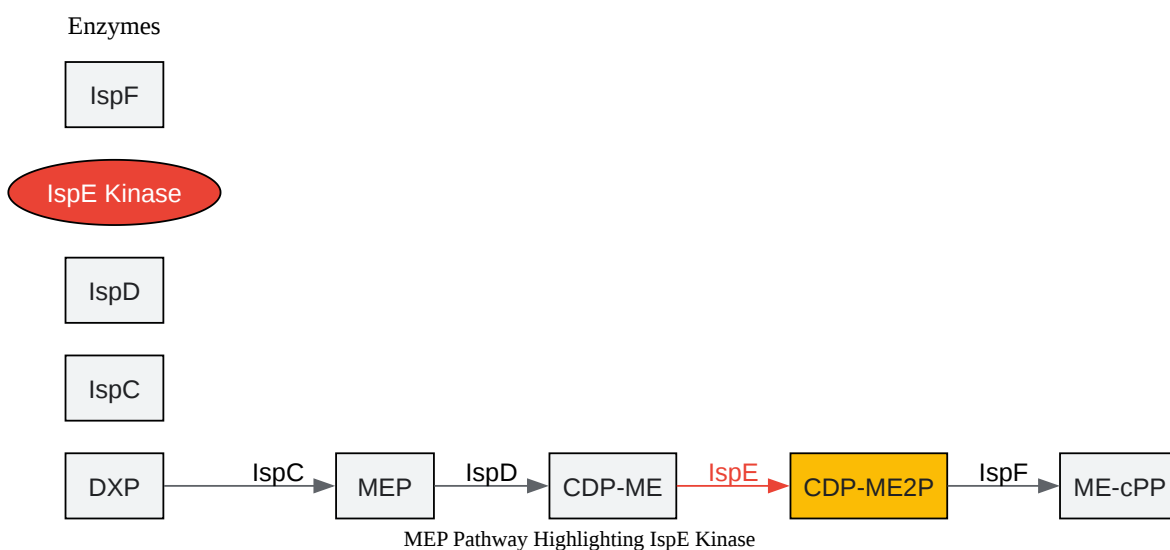 Enzymes
IspF
IspE Kinase
IspD
IspC
DXP IspC MEP IspD CDP-ME IspE CDP-ME2P IspF ME-cPP
MEP Pathway Highlighting IspE Kinase